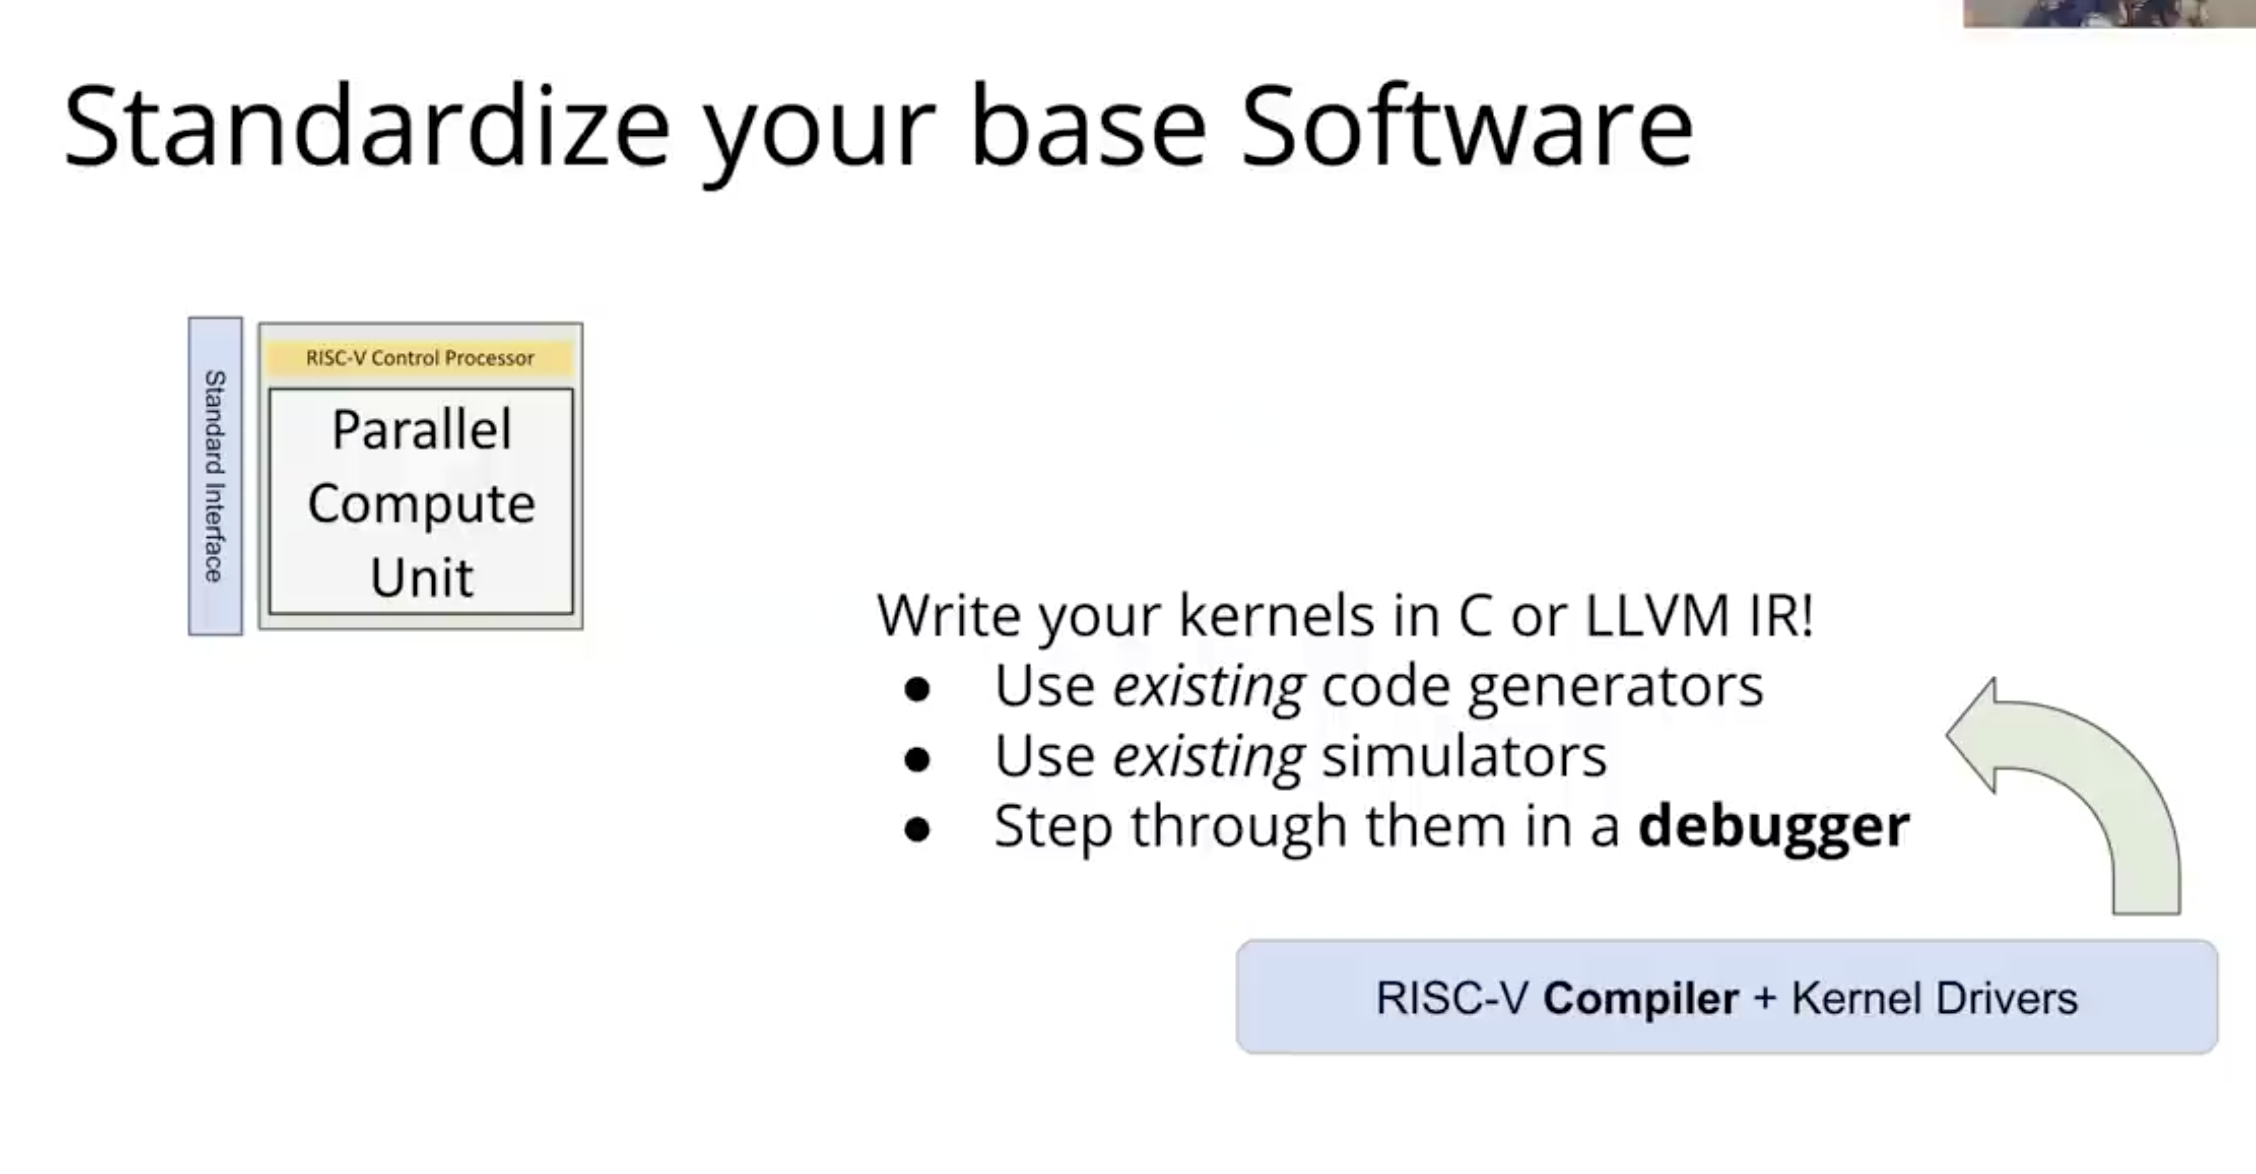 Standardize your base Software
Standard Interface
RISC-V Control Processor
Parallel
Compute
Unit
Write your kernels in C or LLVM IR!
● Use existing code generators
● Use existing simulators
● Step through them in a debugger
RISC-V Compiler + Kernel Drivers